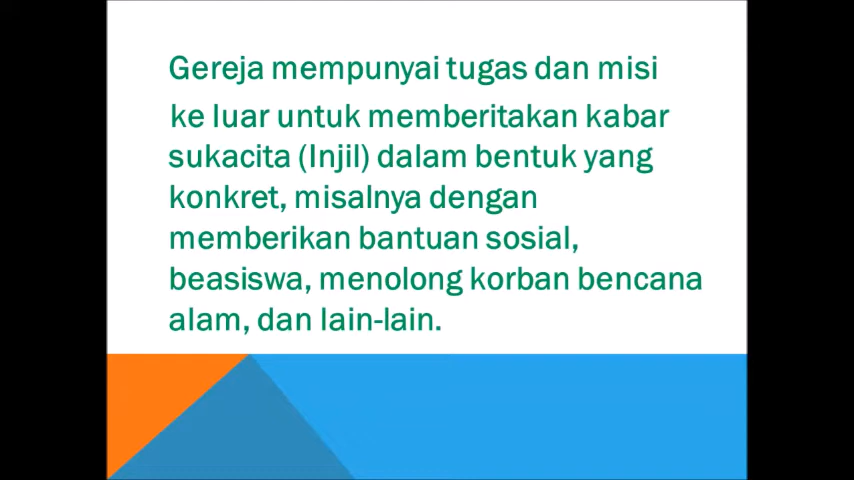 Gereja mempunyai tugas dan misi
ke luar untuk memberitakan kabar
sukacita (Injil) dalam bentuk yang
konkret, misalnya dengan
memberikan bantuan sosial,
beasiswa, menolong korban bencana
alam, dan lain-lain.